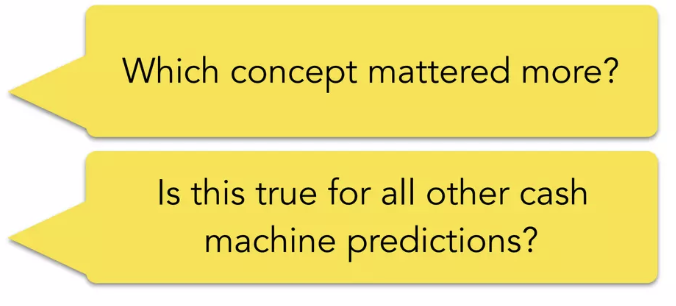 Which concept mattered more?
Is this true for all other cash
machine predictions?